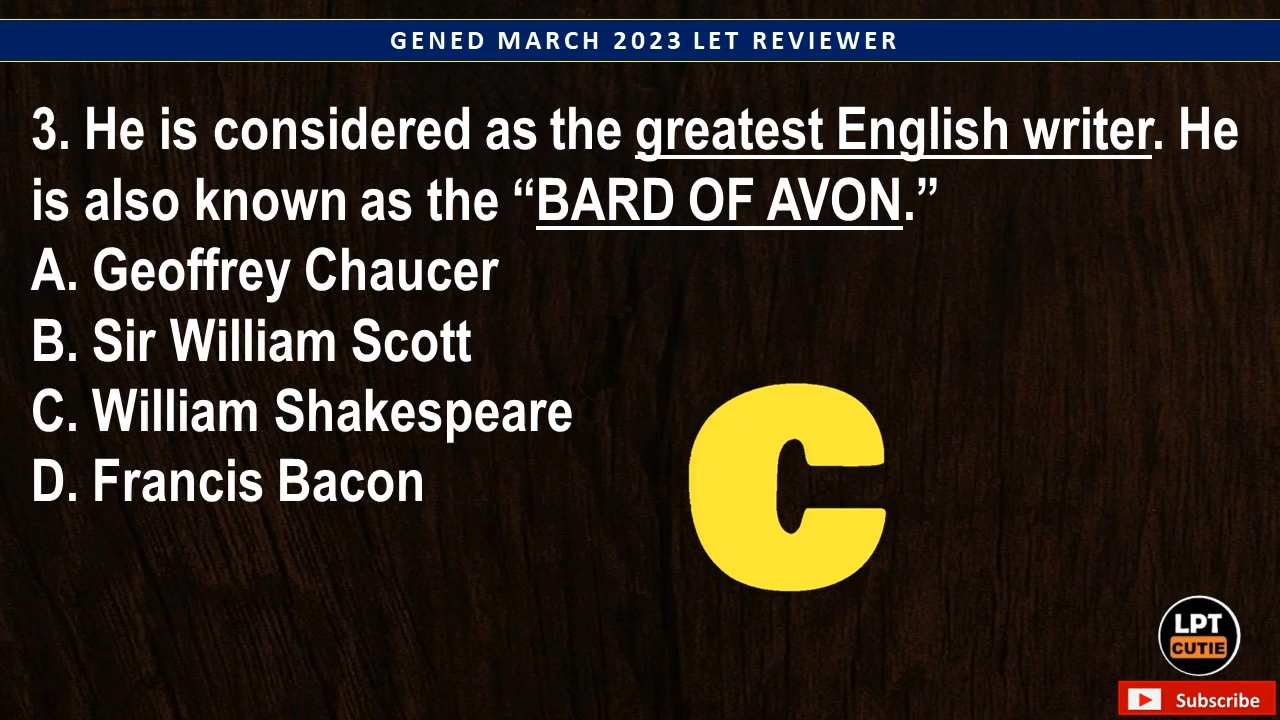 GENED MARCH 2023 LET REVIEWER
3. He is considered as the greatest English writer. He
is also known as the “BARD OF AVON.”
A. Geoffrey Chaucer
B. Sir William Scott
C. William Shakespeare
D. Francis Bacon
C
LPT
CUTIE
Subscribe